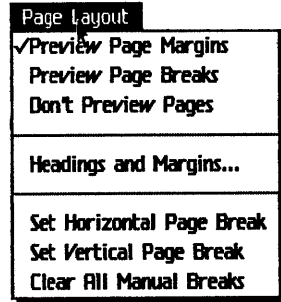 Page Layout
✓Preview Page Margins
Preview Page Breaks
Don't Preview Pages
Headings and Margins...
Set Horizontal Page Break
Set Vertical Page Break
Clear All Manual Breaks